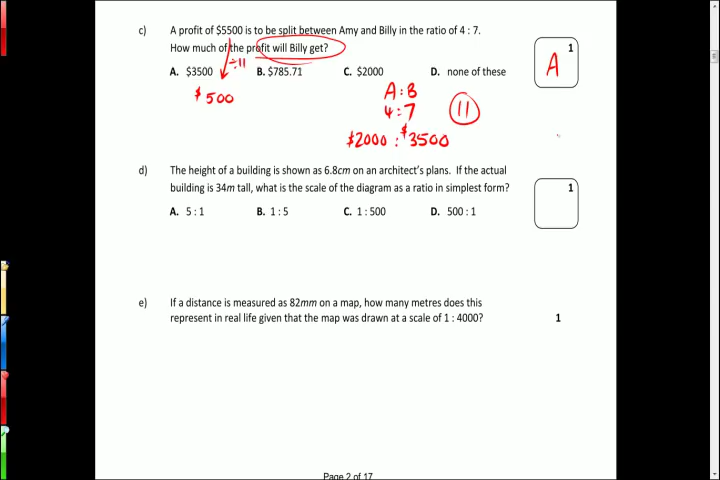 c) A profit of $5500 is to be split between Amy and Billy in the ratio of 4 : 7. 1
How much of the profit will Billy get?
÷11
A. $3500 B. $785.71 C. $2000 D. none of these A
$500
A : B
4 : 7 11
$2000 : $3500
d) The height of a building is shown as 6.8cm on an architect's plans. If the actual
building is 34m tall, what is the scale of the diagram as a ratio in simplest form? 1
A. 5 : 1 B. 1 : 5 C. 1 : 500 D. 500 : 1
e) If a distance is measured as 82mm on a map, how many metres does this
represent in real life given that the map was drawn at a scale of 1 : 4000? 1
Page 2 of 17